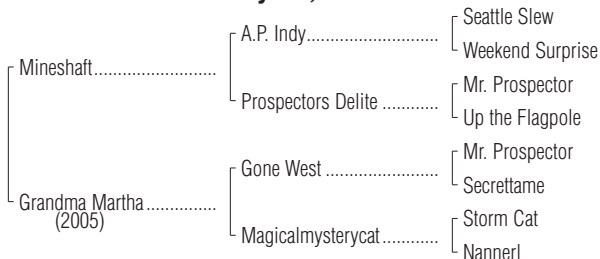 Seattle Slew
A.P. Indy...........................
Weekend Surprise
Mineshaft.........................
Mr. Prospector
Prospectors Delite ............
Up the Flagpole
Mr. Prospector
Gone West .......................
Secrettame
Grandma Martha...............
(2005)
Storm Cat
Magicalmysterycat............
Nannerl